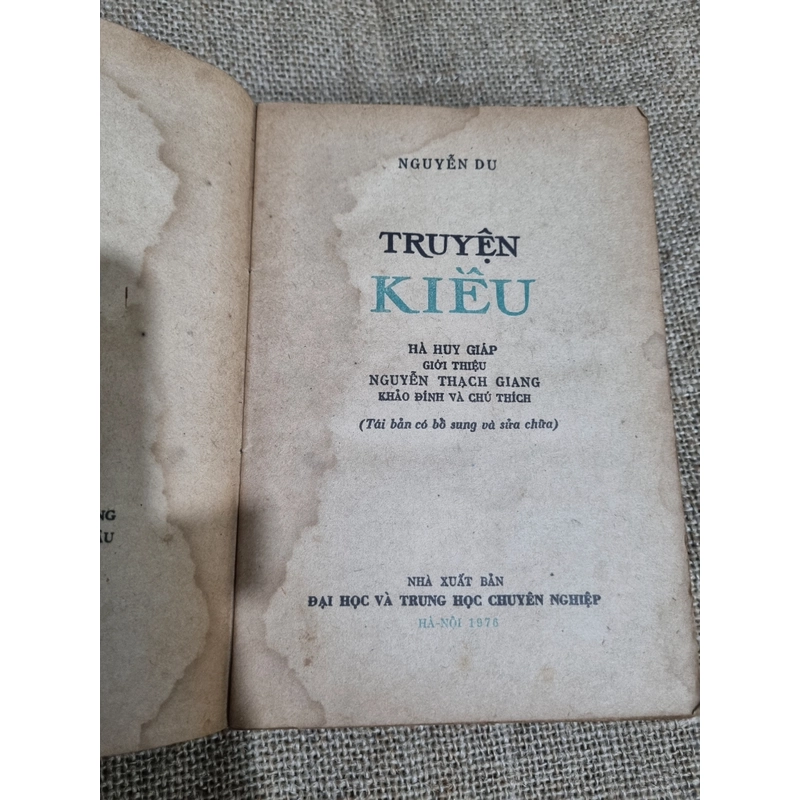 NGUYỄN DU
TRUYỆN
KIỀU
HÀ HUY GIÁP
GIỚI THIỆU
NGUYỄN THẠCH GIANG
KHẢO ĐÍNH VÀ CHÚ THÍCH
(Tái bản có bổ sung và sửa chữa)
NHÀ XUẤT BẢN
ĐẠI HỌC VÀ TRUNG HỌC CHUYÊN NGHIỆP
HÀ-NỘI 1976